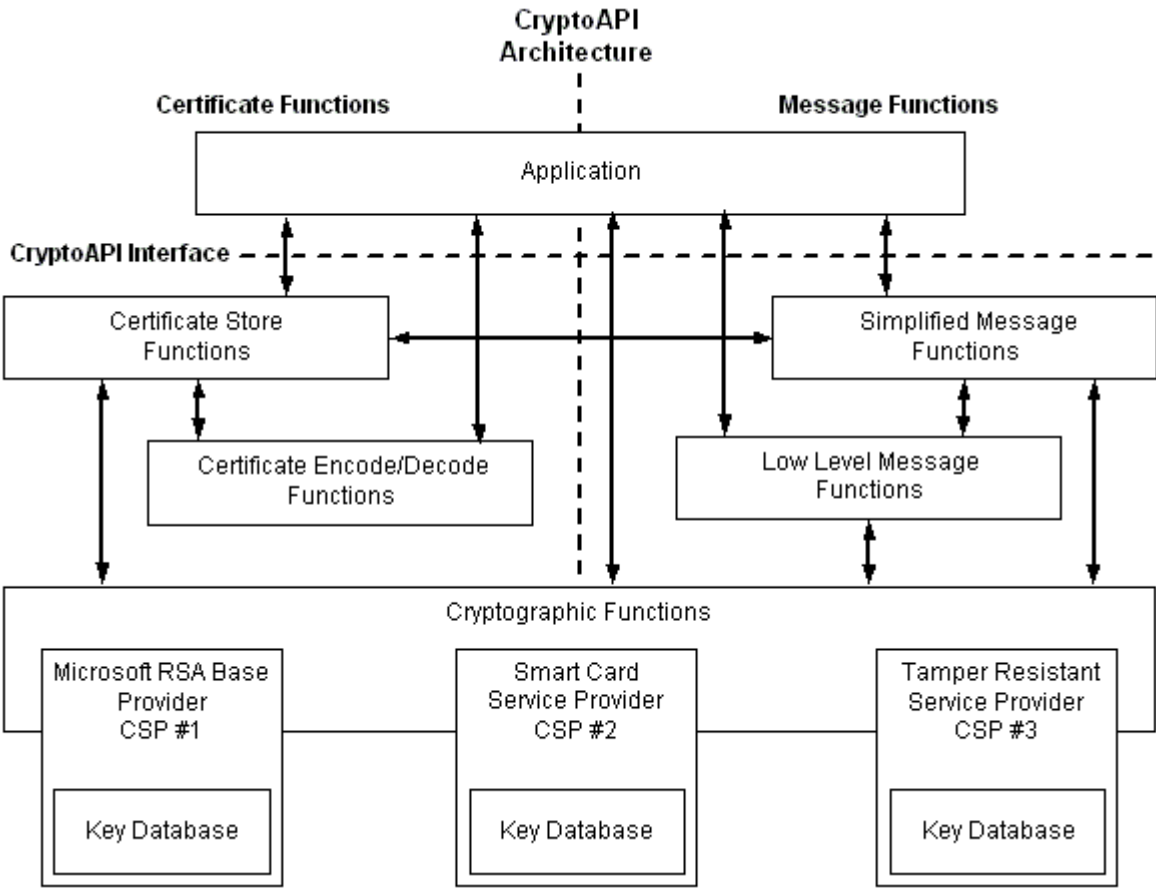 CryptoAPI
Architecture
Certificate Functions
Message Functions
Application
CryptoAPI Interface
Certificate Store
Functions
Simplified Message
Functions
Certificate Encode/Decode
Functions
Low Level Message
Functions
Cryptographic Functions
Microsoft RSA Base
Provider
CSP #1
Smart Card
Service Provider
CSP #2
Tamper Resistant
Service Provider
CSP #3
Key Database
Key Database
Key Database